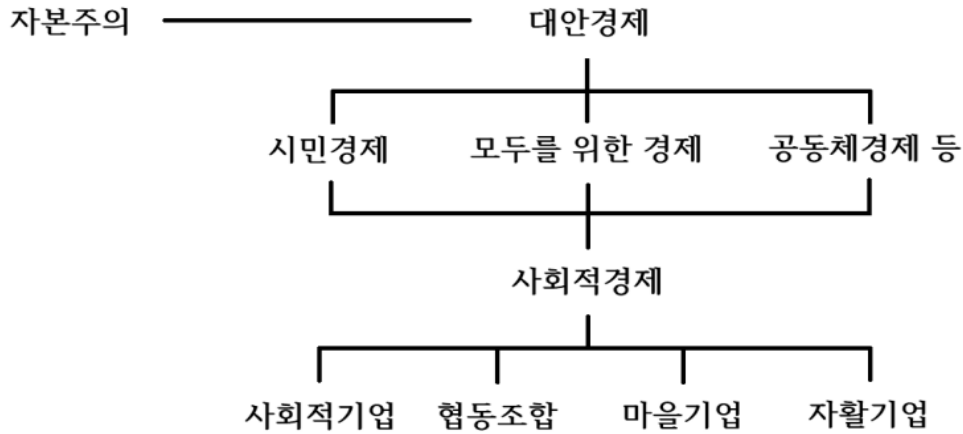 자본주의 대안경제
시민경제 모두를 위한 경제 공동체경제 등
사회적경제
사회적기업 협동조합 마을기업 자활기업